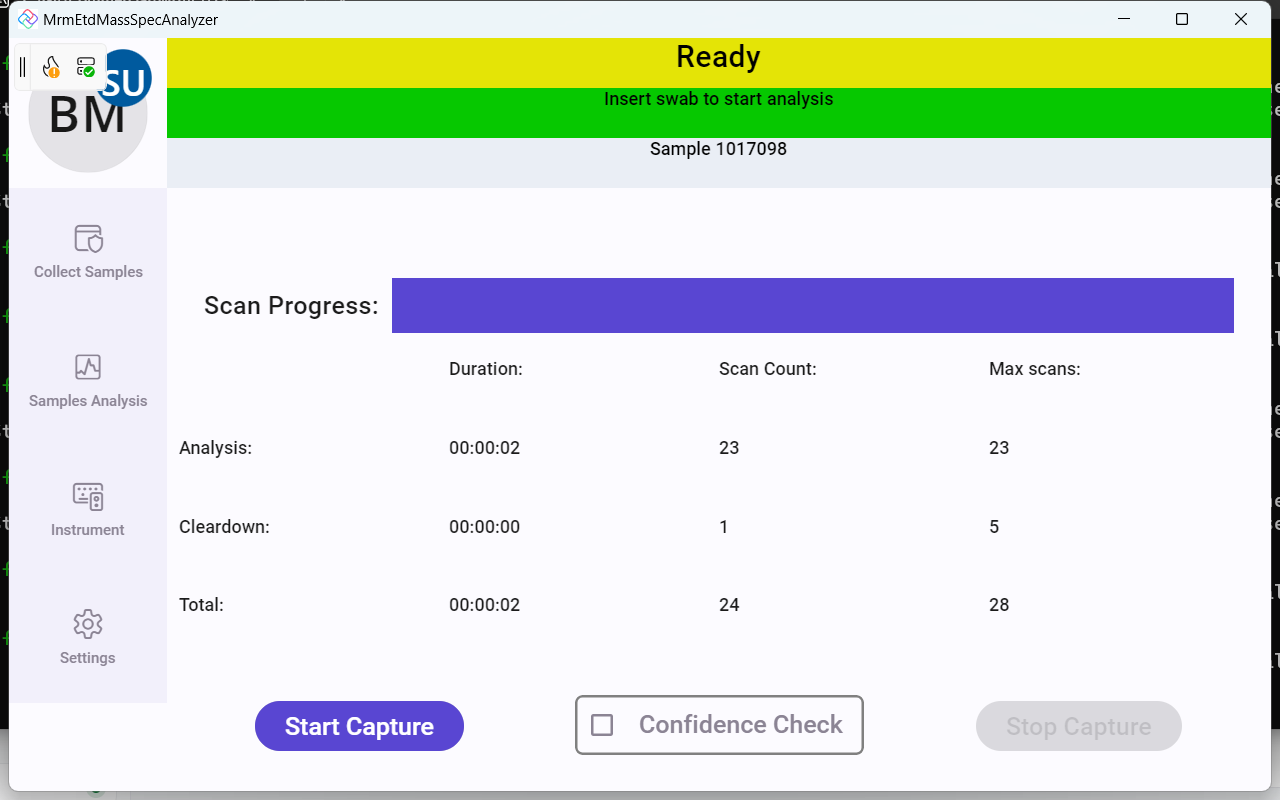 MrmEtdMassSpecAnalyzer
SU
BM
Ready
Insert swab to start analysis
Sample 1017098
Collect Samples
Samples Analysis
Instrument
Settings
Scan Progress:
Duration: Scan Count: Max scans:
Analysis: 00:00:02 23 23
Cleardown: 00:00:00 1 5
Total: 00:00:02 24 28
Start Capture Confidence Check Stop Capture